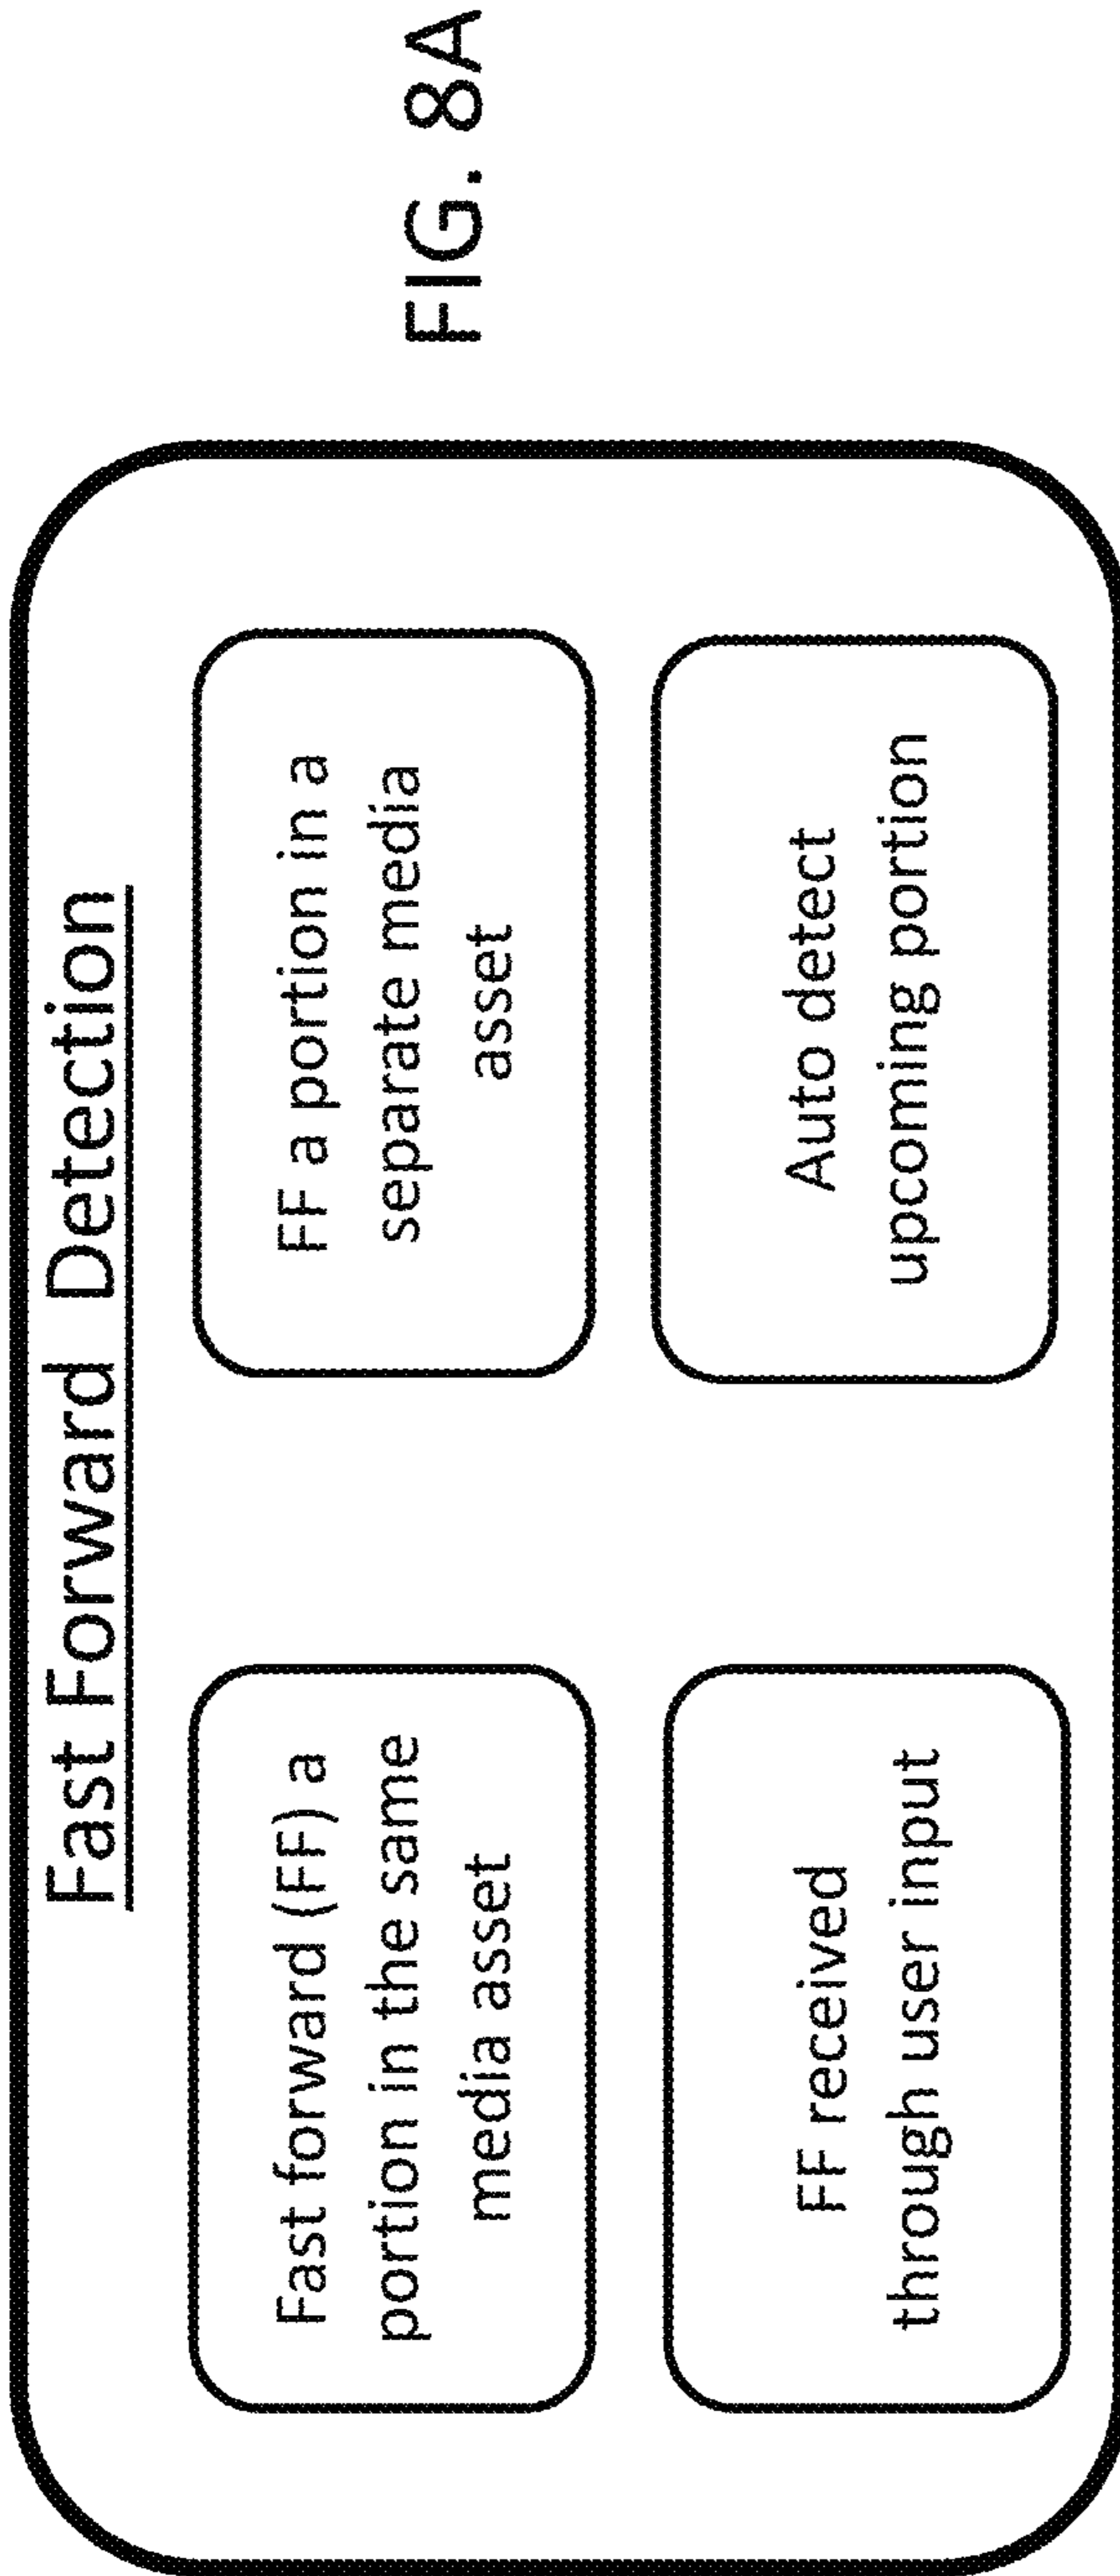 Fast Forward Detection
Fast forward (FF) a
portion in the same
media asset
FF a portion in a
separate media
asset
FF received
through user input
Auto detect
upcoming portion
FIG. 8A